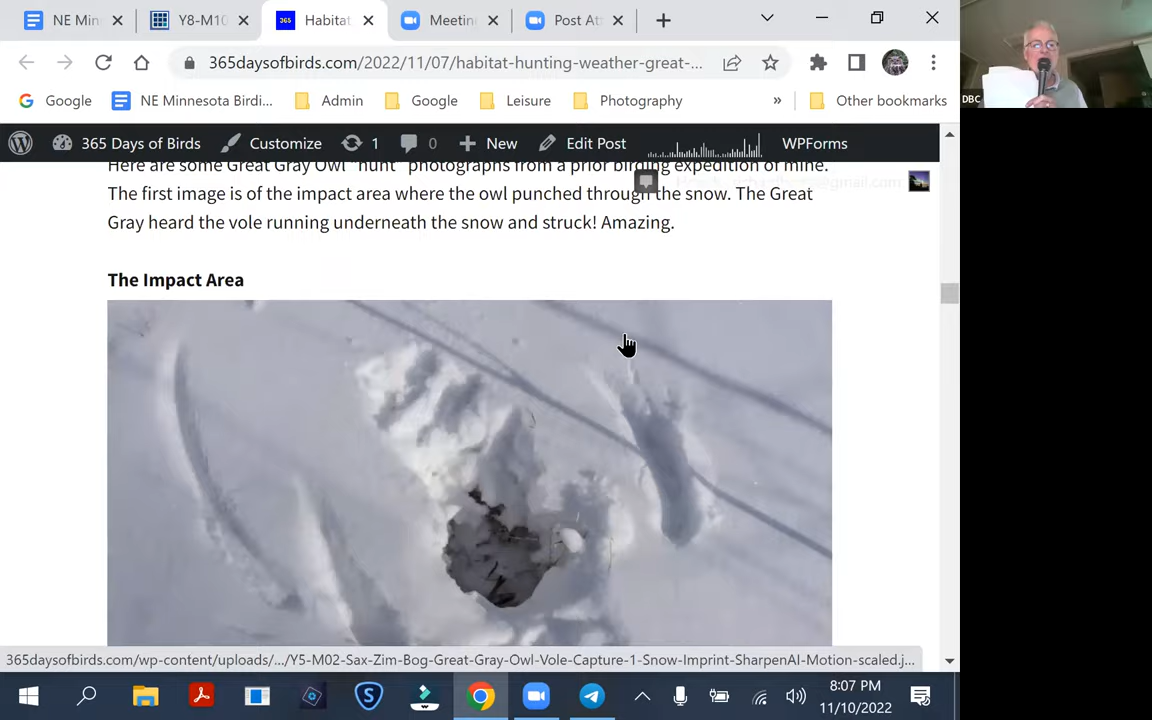 NE Min
Y8-M10
365
Habitat
Meetin
Post At
365daysofbirds.com/2022/11/07/habitat-hunting-weather-great-...
Google
NE Minnesota Birdi...
Admin
Google
Leisure
Photography
»
Other bookmarks
DBC
365 Days of Birds
Customize
1
0
New
Edit Post
WPForms
Here are some Great Gray Owl "hunt" photographs from a prior birding expedition of mine.
The first image is of the impact area where the owl punched through the snow. The Great
Gray heard the vole running underneath the snow and struck! Amazing.
The Impact Area
365daysofbirds.com/wp-content/uploads/.../Y5-M02-Sax-Zim-Bog-Great-Gray-Owl-Vole-Capture-1-Snow-Imprint-SharpenAI-Motion-scaled.j...
8:07 PM
11/10/2022